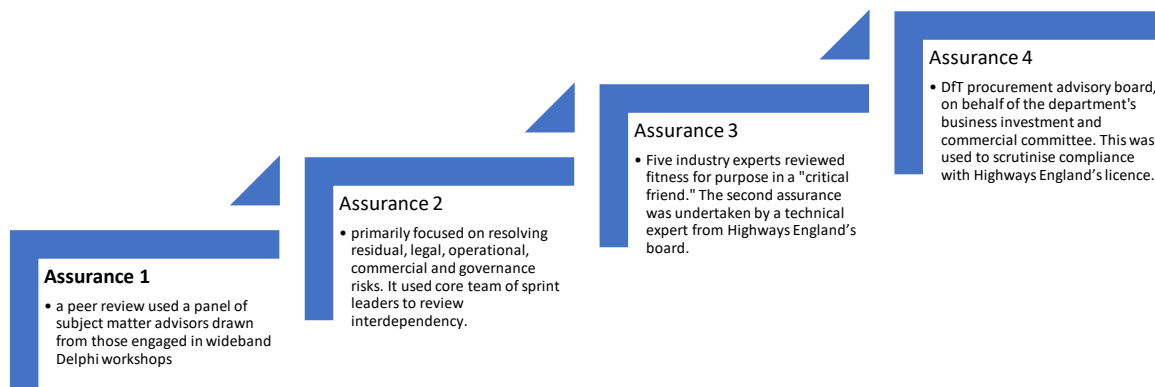 Assurance 1
• a peer review used a panel of
subject matter advisors drawn
from those engaged in wideband
Delphi workshops
Assurance 2
• primarily focused on resolving
residual, legal, operational,
commercial and governance
risks. It used core team of sprint
leaders to review
interdependency.
Assurance 3
• Five industry experts reviewed
fitness for purpose in a "critical
friend." The second assurance
was undertaken by a technical
expert from Highways England’s
board.
Assurance 4
• DfT procurement advisory board,
on behalf of the department's
business investment and
commercial committee. This was
used to scrutinise compliance
with Highways England’s licence.